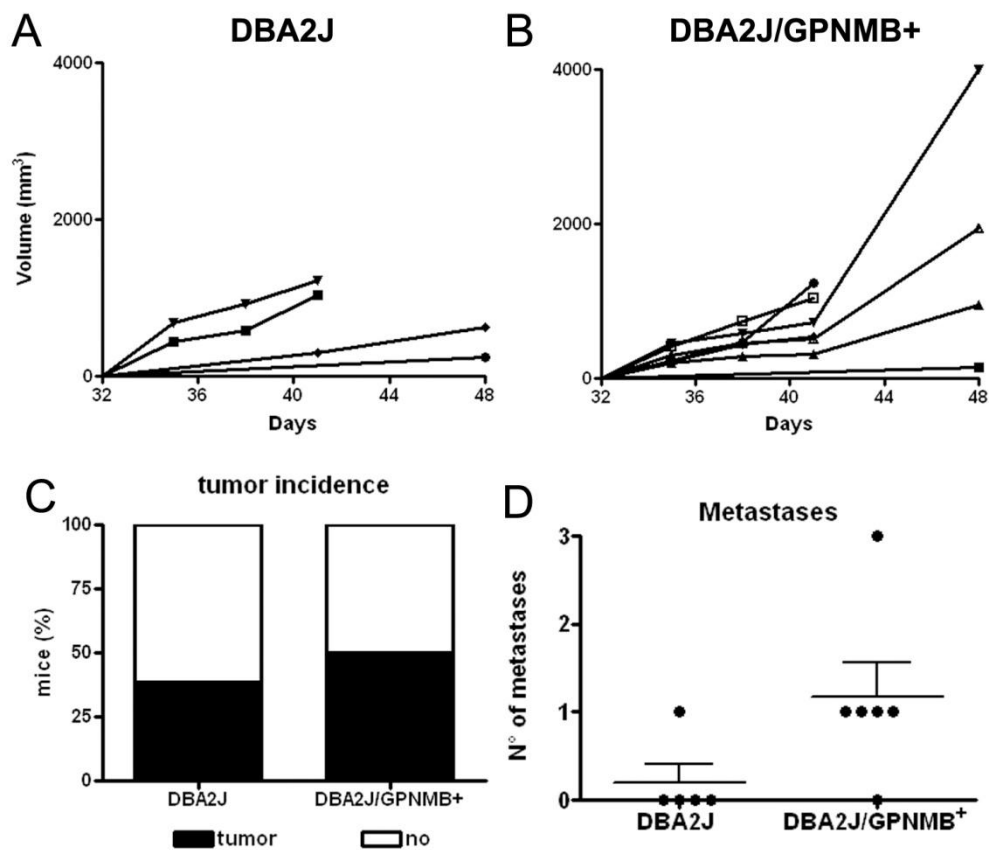 A
DBA2J
4000
2000
0
Volume (mm³)
32 36 40 44 48
Days
B
DBA2J/GPNMB+
4000
2000
0
32 36 40 44 48
Days
C
tumor incidence
100
75
50
25
0
mice (%)
DBA2J DBA2J/GPNMB+
tumor no
D
Metastases
3
2
1
0
N° of metastases
DBA2J DBA2J/GPNMB⁺